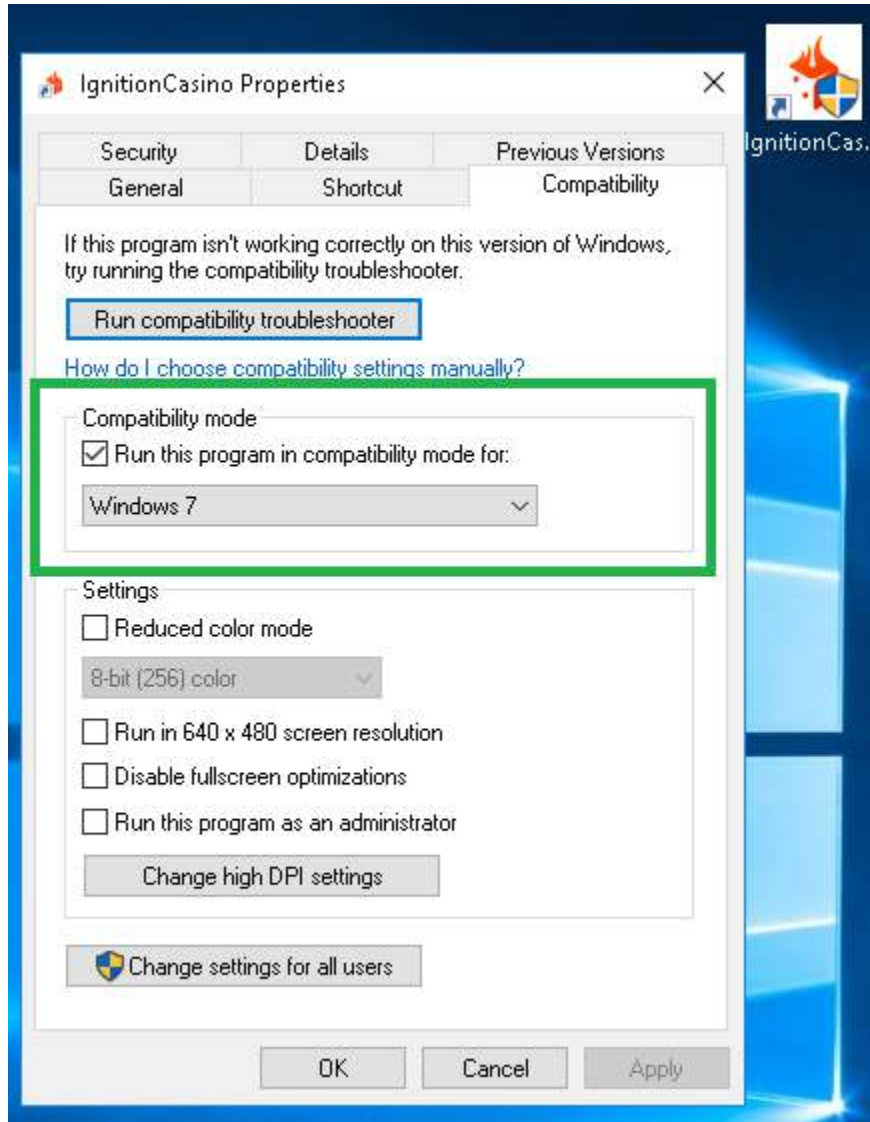 IgnitionCasino Properties
IgnitionCas.
Security Details Previous Versions
General Shortcut Compatibility
If this program isn't working correctly on this version of Windows,
try running the compatibility troubleshooter.
Run compatibility troubleshooter
How do I choose compatibility settings manually?
Compatibility mode
Run this program in compatibility mode for:
Windows 7
Settings
Reduced color mode
8-bit (256) color
Run in 640 x 480 screen resolution
Disable fullscreen optimizations
Run this program as an administrator
Change high DPI settings
Change settings for all users
OK Cancel Apply